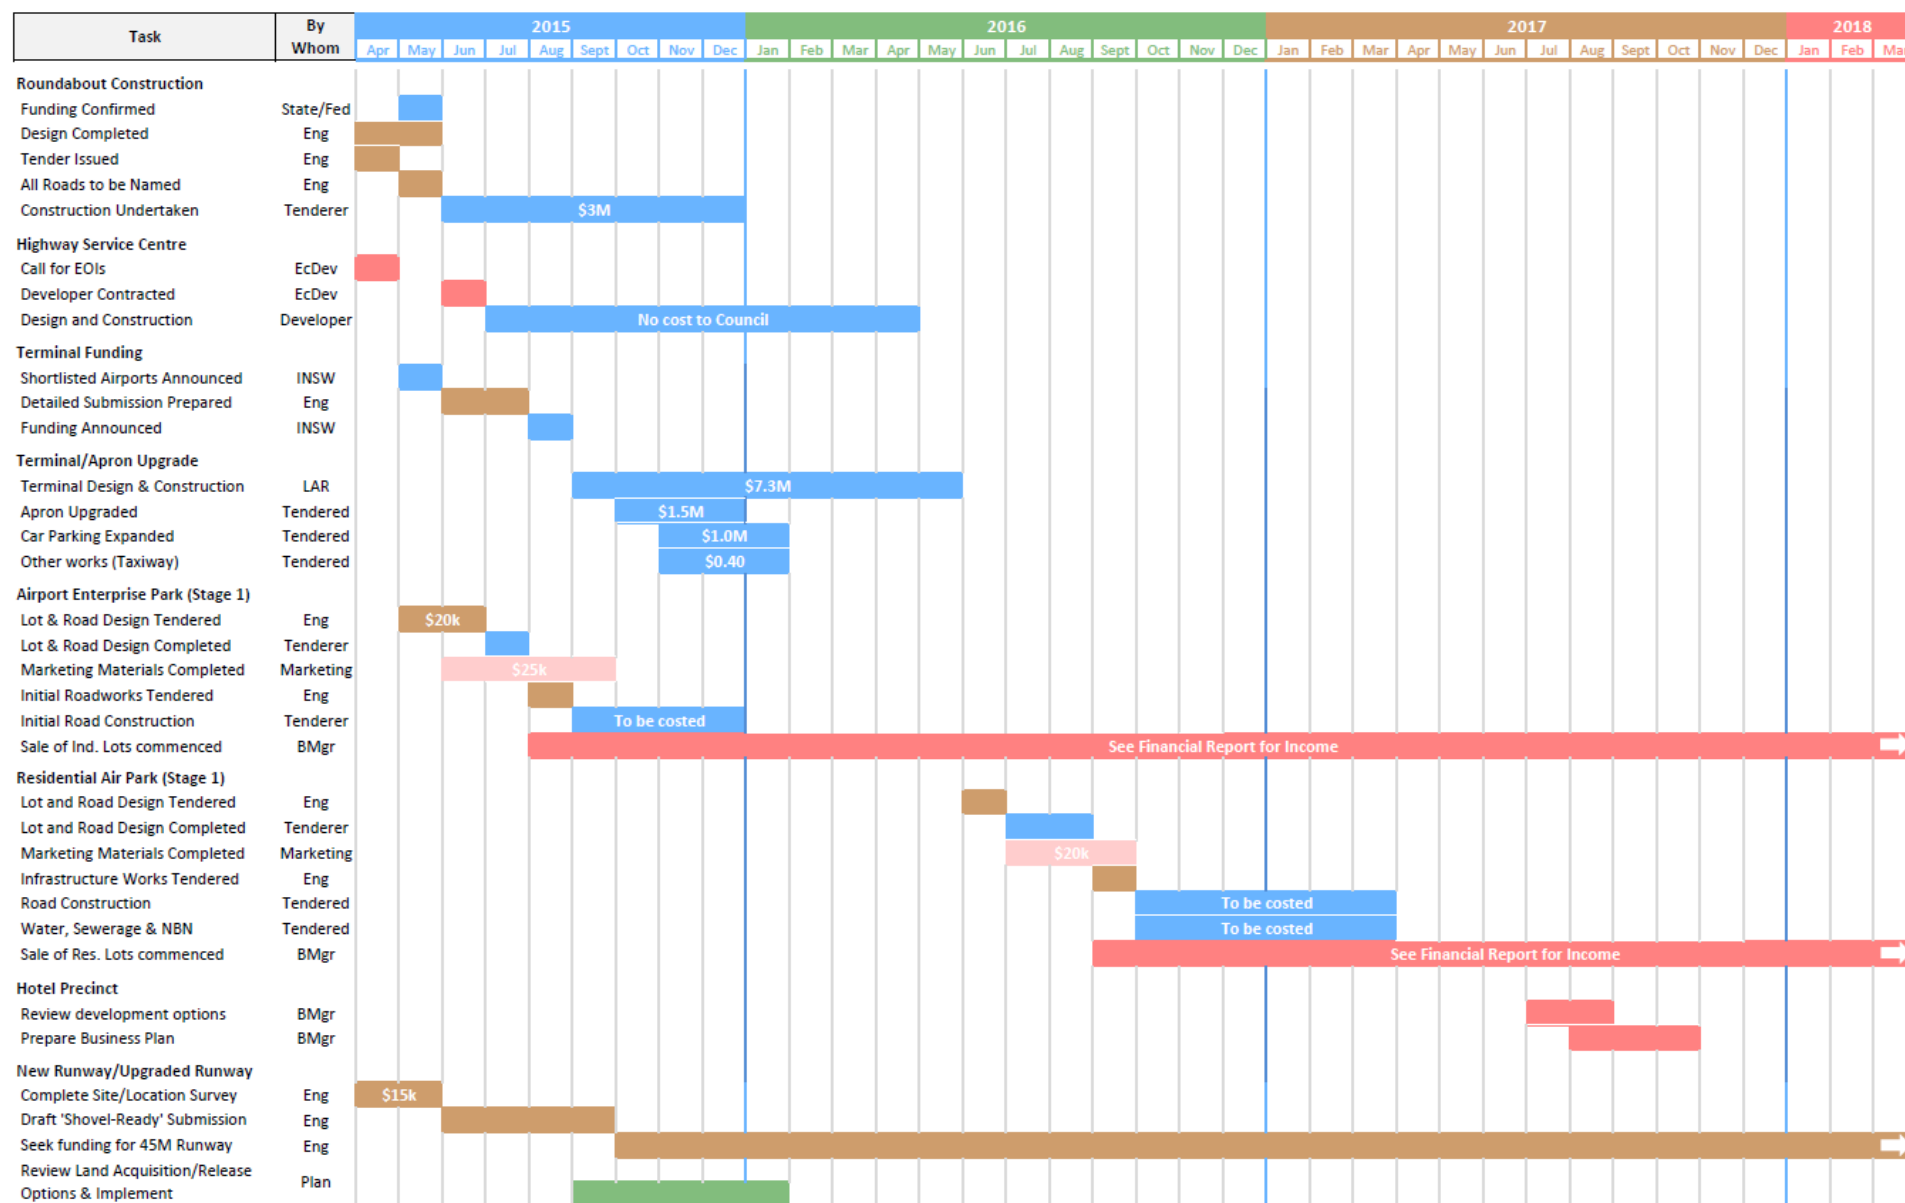 Task
By
Whom
2015
2016
2017
2018
Apr May Jun Jul Aug Sept Oct Nov Dec Jan Feb Mar Apr May Jun Jul Aug Sept Oct Nov Dec Jan Feb Mar Apr May Jun Jul Aug Sept Oct Nov Dec Jan Feb Mar
Roundabout Construction
Funding Confirmed State/Fed
Design Completed Eng
Tender Issued Eng
All Roads to be Named Eng
Construction Undertaken Tenderer $3M
Highway Service Centre
Call for EOIs EcDev
Developer Contracted EcDev
Design and Construction Developer No cost to Council
Terminal Funding
Shortlisted Airports Announced INSW
Detailed Submission Prepared Eng
Funding Announced INSW
Terminal/Apron Upgrade
Terminal Design & Construction LAR $7.3M
Apron Upgraded Tendered $1.5M
Car Parking Expanded Tendered $1.0M
Other works (Taxiway) Tendered $0.40
Airport Enterprise Park (Stage 1)
Lot & Road Design Tendered Eng $20k
Lot & Road Design Completed Tenderer
Marketing Materials Completed Marketing $25k
Initial Roadworks Tendered Eng
Initial Road Construction Tenderer To be costed
Sale of Ind. Lots commenced BMgr See Financial Report for Income
Residential Air Park (Stage 1)
Lot and Road Design Tendered Eng
Lot and Road Design Completed Tenderer
Marketing Materials Completed Marketing $20k
Infrastructure Works Tendered Eng
Road Construction Tendered To be costed
Water, Sewerage & NBN Tendered To be costed
Sale of Res. Lots commenced BMgr See Financial Report for Income
Hotel Precinct
Review development options BMgr
Prepare Business Plan BMgr
New Runway/Upgraded Runway
Complete Site/Location Survey Eng $15k
Draft 'Shovel-Ready' Submission Eng
Seek funding for 45M Runway Eng
Review Land Acquisition/Release
Options & Implement Plan